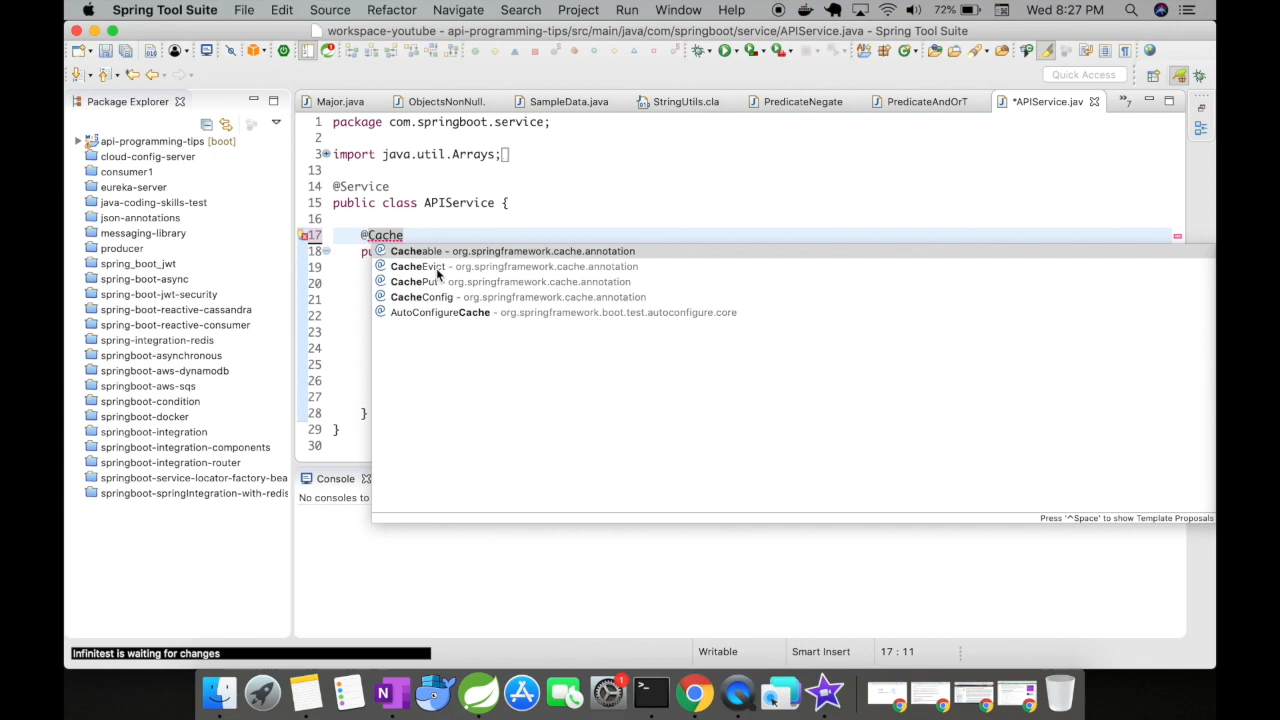 Spring Tool Suite File Edit Source Refactor Navigate Search Project Run Window Help 72% Wed 8:27 PM
workspace-youtube - api-programming-tips/src/main/java/com/springboot/service/APIService.java - Spring Tool Suite
Quick Access
Package Explorer
Major.java ObjectsNonNull. SampleData.java StringUtils.cla PredicateNegate PredicateAndOrT *APIService.jav 7
api-programming-tips [boot]
cloud-config-server
consumer1
eureka-server
java-coding-skills-test
json-annotations
messaging-library
producer
spring_boot_jwt
spring-boot-async
spring-boot-jwt-security
spring-boot-reactive-cassandra
spring-boot-reactive-consumer
spring-integration-redis
springboot-asynchronous
springboot-aws-dynamodb
springboot-aws-sqs
springboot-condition
springboot-docker
springboot-integration
springboot-integration-components
springboot-integration-router
springboot-service-locator-factory-bea
springboot-springIntegration-with-redis
1 package com.springboot.service;
2
3 import java.util.Arrays;
13
14 @Service
15 public class APIService {
16
17 @Cache
18 pu
19
20
21
22
23
24
25
26
27
28 }
29 }
30
Cacheable - org.springframework.cache.annotation
CacheEvict - org.springframework.cache.annotation
CachePut - org.springframework.cache.annotation
CacheConfig - org.springframework.cache.annotation
AutoConfigureCache - org.springframework.boot.test.autoconfigure.core
Press '^Space' to show Template Proposals
Console
No consoles to
Infinitest is waiting for changes
Writable Smart Insert 17 : 11
1